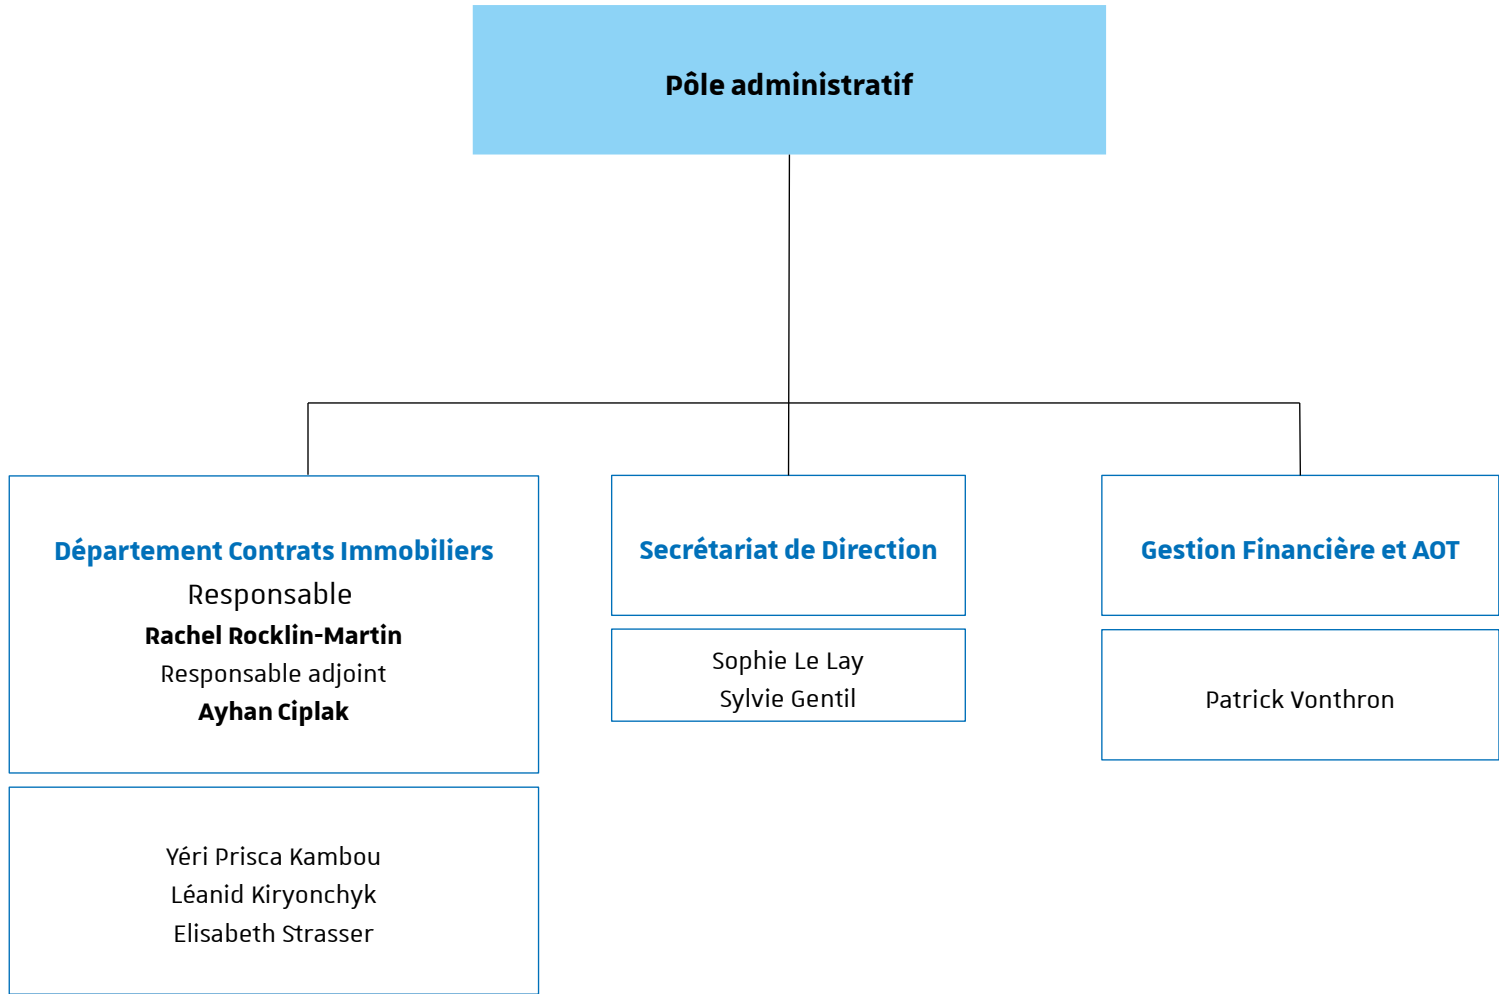 Pôle administratif
Département Contrats Immobiliers
Responsable
Rachel Rocklin-Martin
Responsable adjoint
Ayhan Ciplak
Yéri Prisca Kambou
Léanid Kiryonchyk
Elisabeth Strasser
Secrétariat de Direction
Sophie Le Lay
Sylvie Gentil
Gestion Financière et AOT
Patrick Vonthron